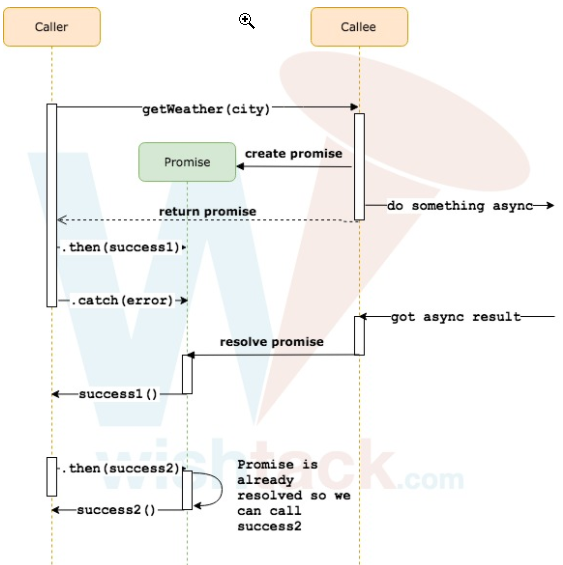 Caller
Callee
getWeather(city)
Promise
create promise
do something async
return promise
.then(success1)
.catch(error)
got async result
resolve promise
success1()
wishtack.com
.then(success2)
Promise is
already
resolved so we
can call
success2
success2()